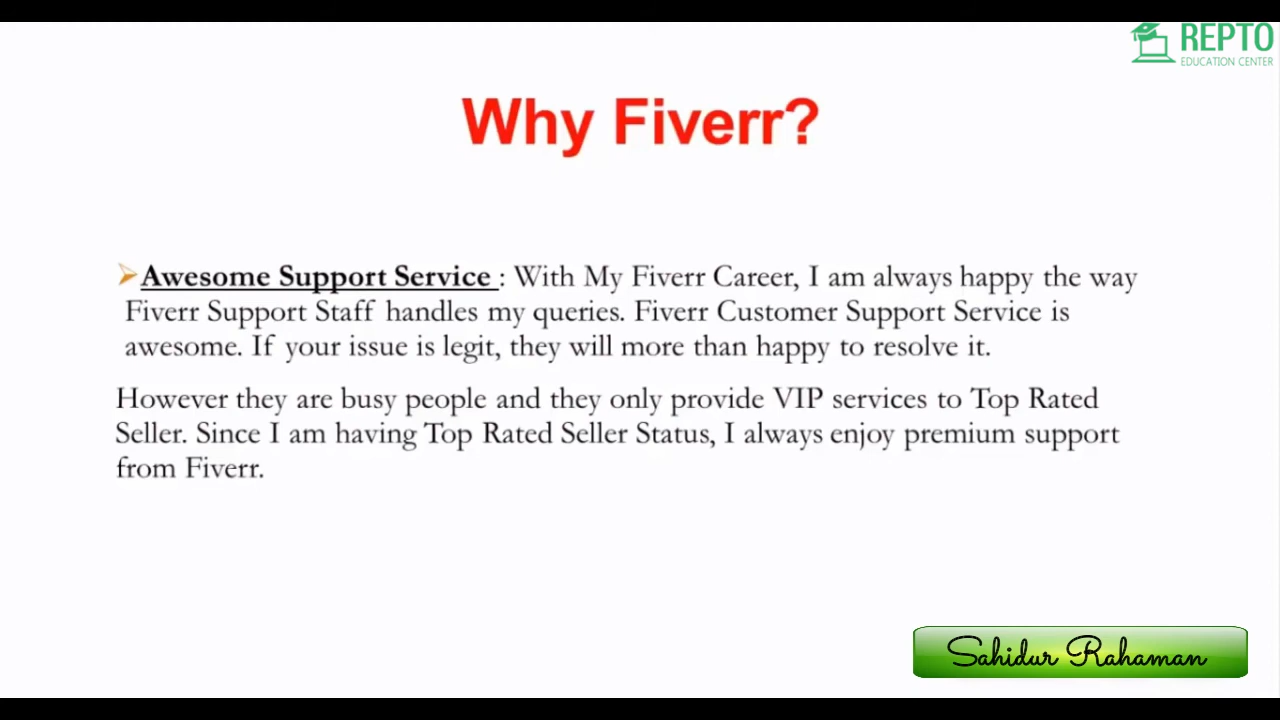 REPTO
EDUCATION CENTER
Why Fiverr?
Awesome Support Service : With My Fiverr Career, I am always happy the way
Fiverr Support Staff handles my queries. Fiverr Customer Support Service is
awesome. If your issue is legit, they will more than happy to resolve it.
However they are busy people and they only provide VIP services to Top Rated
Seller. Since I am having Top Rated Seller Status, I always enjoy premium support
from Fiverr.
Sahidur Rahaman